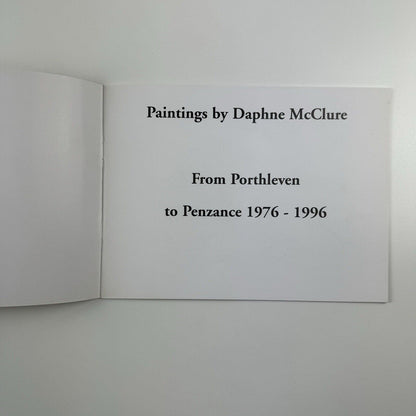 Paintings by Daphne McClure
From Porthleven
to Penzance 1976 - 1996